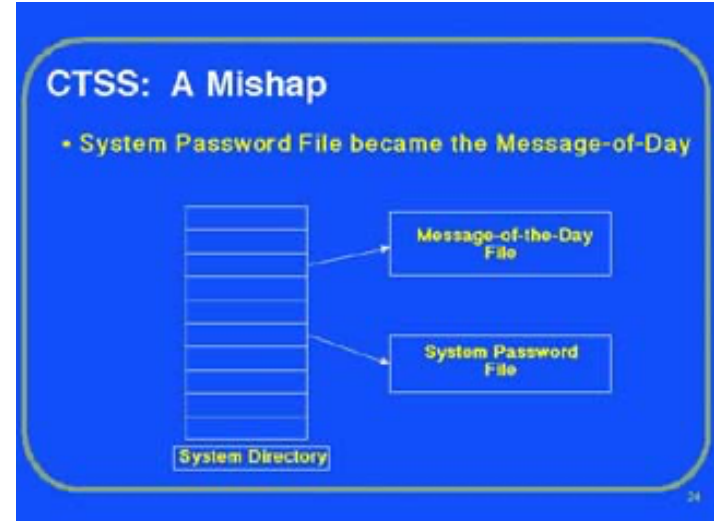 CTSS: A Mishap
• System Password File became the Message-of-Day
Message-of-the-Day
File
System Password
File
System Directory
24